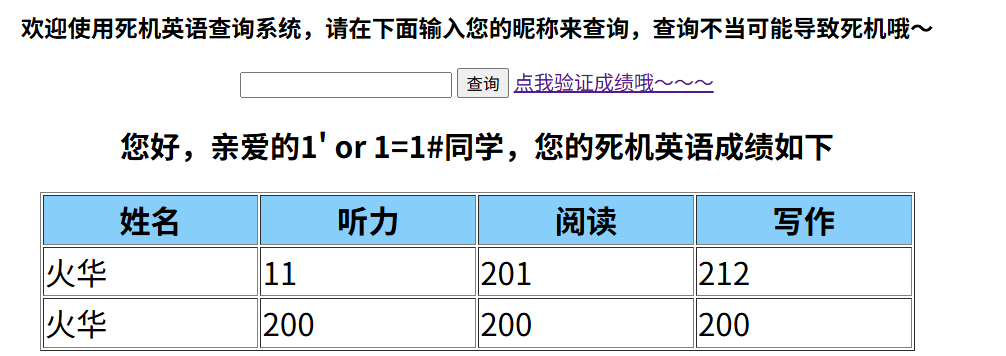 欢迎使用死机英语查询系统，请在下面输入您的昵称来查询，查询不当可能导致死机哦～
查询 点我验证成绩哦～～～
您好，亲爱的1' or 1=1#同学，您的死机英语成绩如下
姓名 听力 阅读 写作
火华 11 201 212
火华 200 200 200